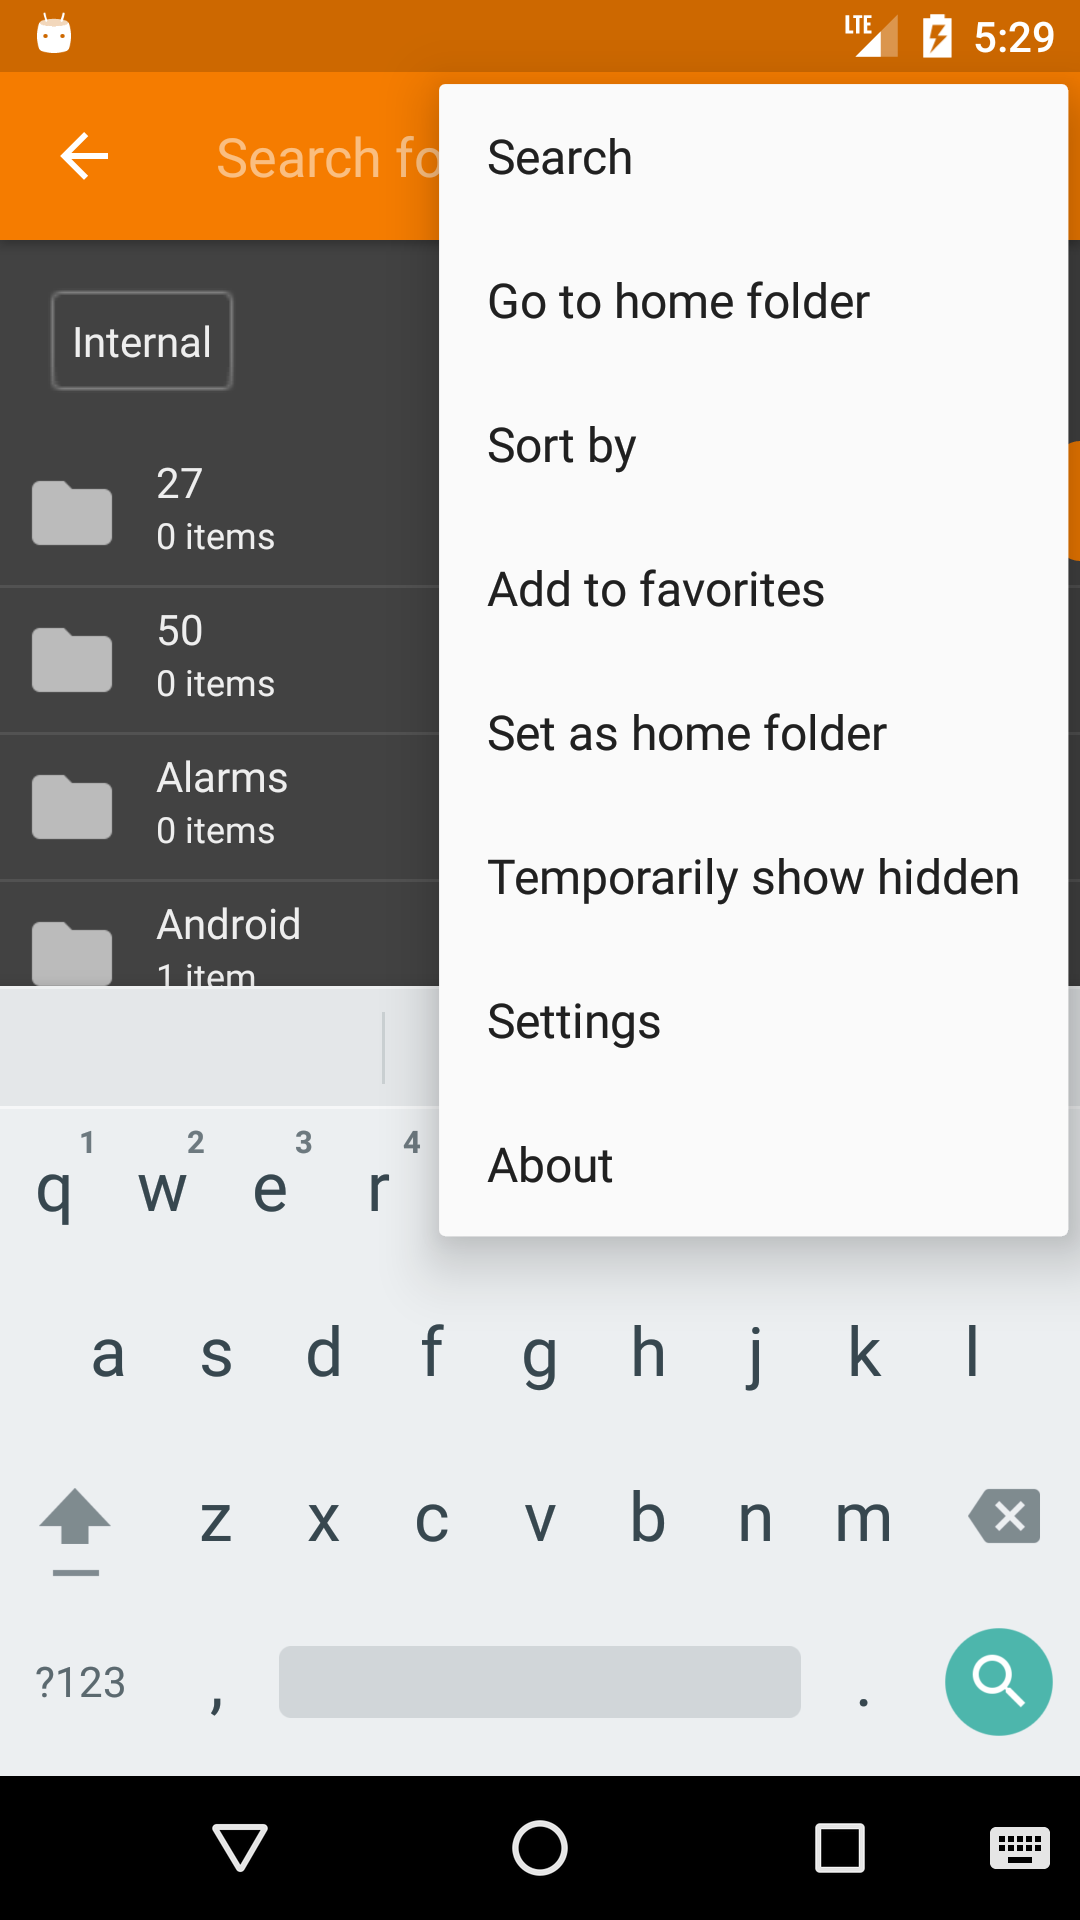 LTE 5:29
Search fo
Search
Go to home folder
Sort by
Add to favorites
Set as home folder
Temporarily show hidden
Settings
About
Internal
27
0 items
50
0 items
Alarms
0 items
Android
1 item
1 2 3 4
q w e r
a s d f g h j k l
z x c v b n m
?123 , .